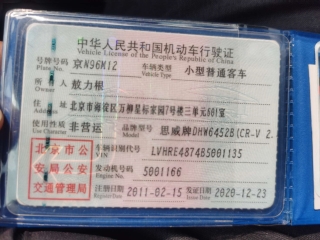 中华人民共和国机动车行驶证
Vehicle License of the People's Republic of China
号牌号码 京N96M12 车辆类型 小型普通客车
Plate No. Vehicle Type
所有人 敖力根
Owner
住址 北京市海淀区万柳星标家园7号楼三单元601室
Address
使用性质 非营运 品牌型号 思威牌DHW6452B(CR-V 2.
Use Character Model
北京市公安局公安交通管理局
车辆识别代号 LVHRE4874B5001135
VIN
发动机号码 5001166
Engine No.
注册日期 2011-02-15 发证日期 2020-12-23
Register Date Issue Date